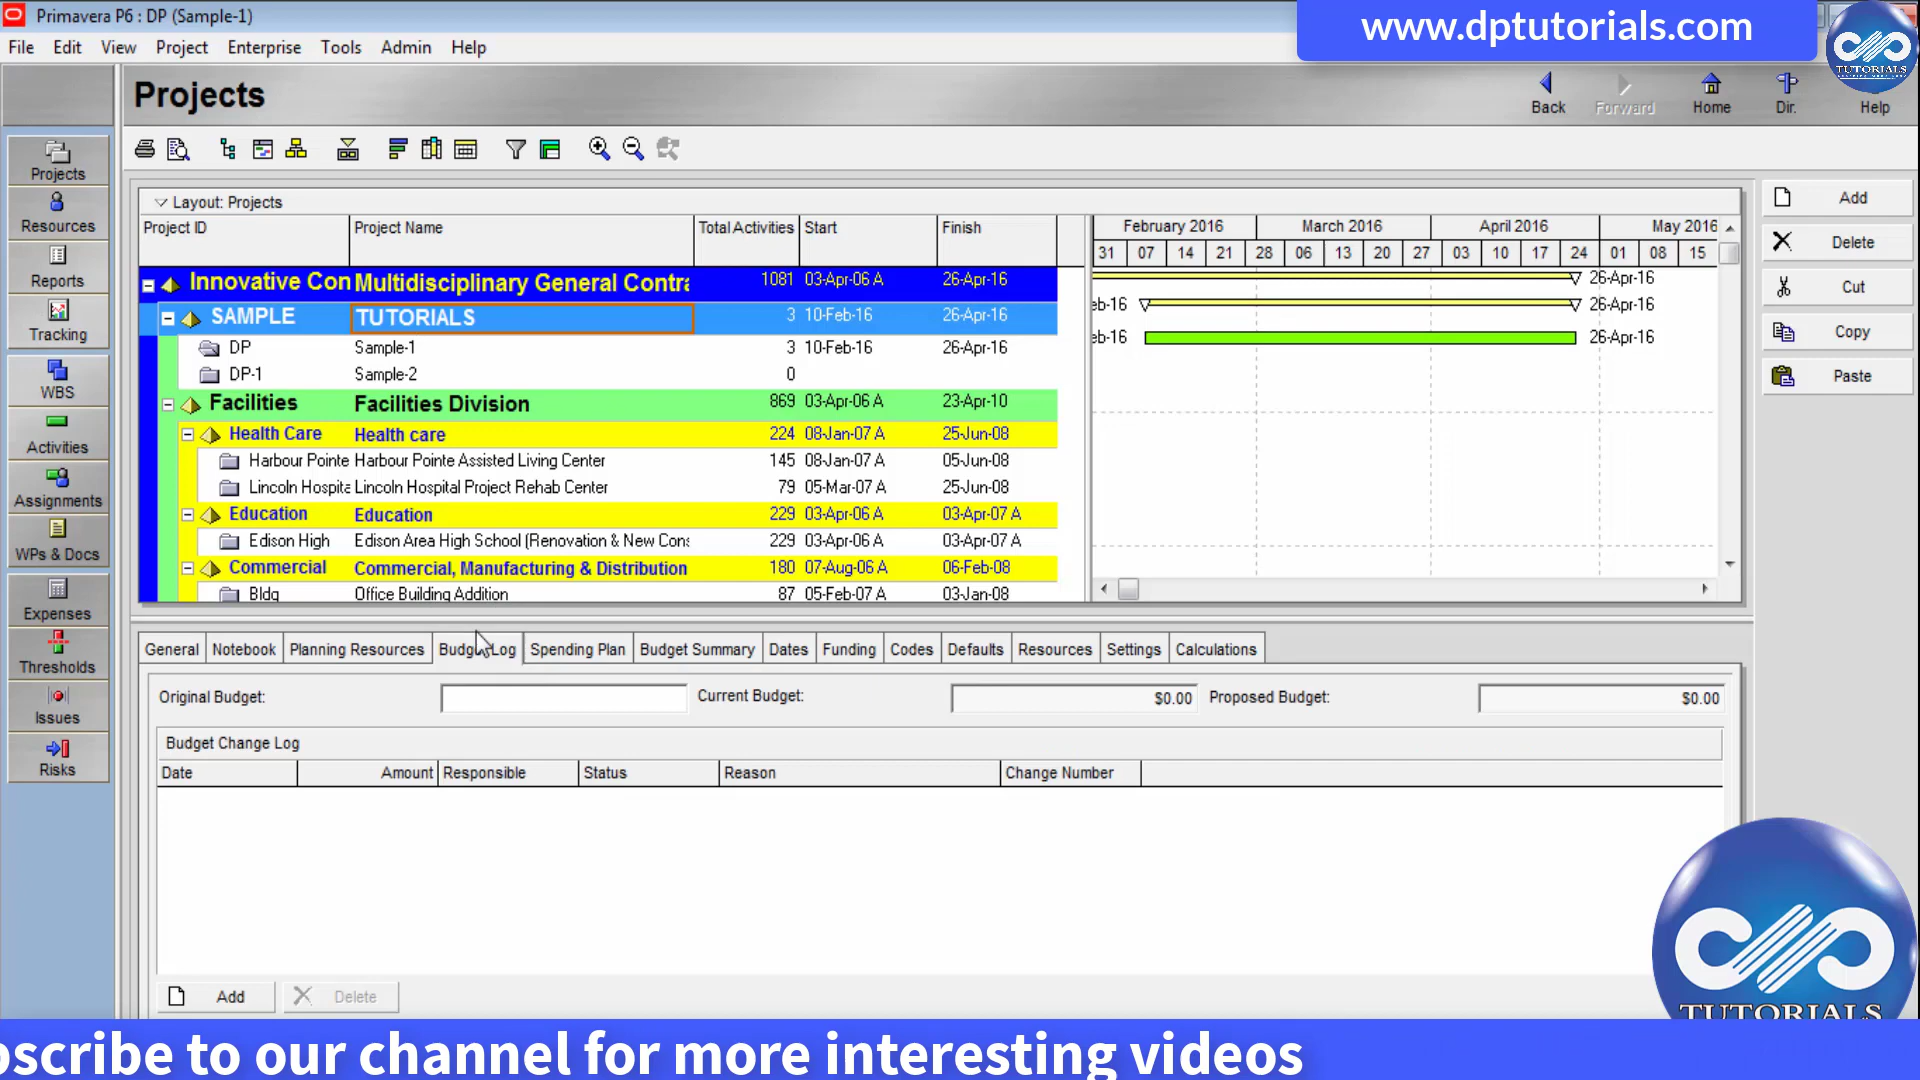 Primavera P6 : DP (Sample-1)
www.dptutorials.com
File Edit View Project Enterprise Tools Admin Help
TUTORIALS
Projects
Back Forward Home Dir. Help
Projects
Resources
Reports
Tracking
WBS
Activities
Assignments
WPs & Docs
Expenses
Thresholds
Issues
Risks
Layout: Projects
Project ID Project Name Total Activities Start Finish
February 2016 March 2016 April 2016 May 2016
31 07 14 21 28 06 13 20 27 03 10 17 24 01 08 15
Innovative Con Multidisciplinary General Contra 1081 03-Apr-06 A 26-Apr-16 26-Apr-16
SAMPLE TUTORIALS 3 10-Feb-16 26-Apr-16 eb-16 26-Apr-16
DP Sample-1 3 10-Feb-16 26-Apr-16 eb-16 26-Apr-16
DP-1 Sample-2 0
Facilities Facilities Division 869 03-Apr-06 A 23-Apr-10
Health Care Health care 224 08-Jan-07 A 25-Jun-08
Harbour Pointe Harbour Pointe Assisted Living Center 145 08-Jan-07 A 05-Jun-08
Lincoln Hospita Lincoln Hospital Project Rehab Center 79 05-Mar-07 A 25-Jun-08
Education Education 229 03-Apr-06 A 03-Apr-07 A
Edison High Edison Area High School (Renovation & New Cons 229 03-Apr-06 A 03-Apr-07 A
Commercial Commercial, Manufacturing & Distribution 180 07-Aug-06 A 06-Feb-08
Bldg Office Building Addition 87 05-Feb-07 A 03-Jan-08
Add
Delete
Cut
Copy
Paste
General Notebook Planning Resources Budget Log Spending Plan Budget Summary Dates Funding Codes Defaults Resources Settings Calculations
Original Budget: Current Budget: $0.00 Proposed Budget: $0.00
Budget Change Log
Date Amount Responsible Status Reason Change Number
Add Delete
TUTORIALS
bscribe to our channel for more interesting videos